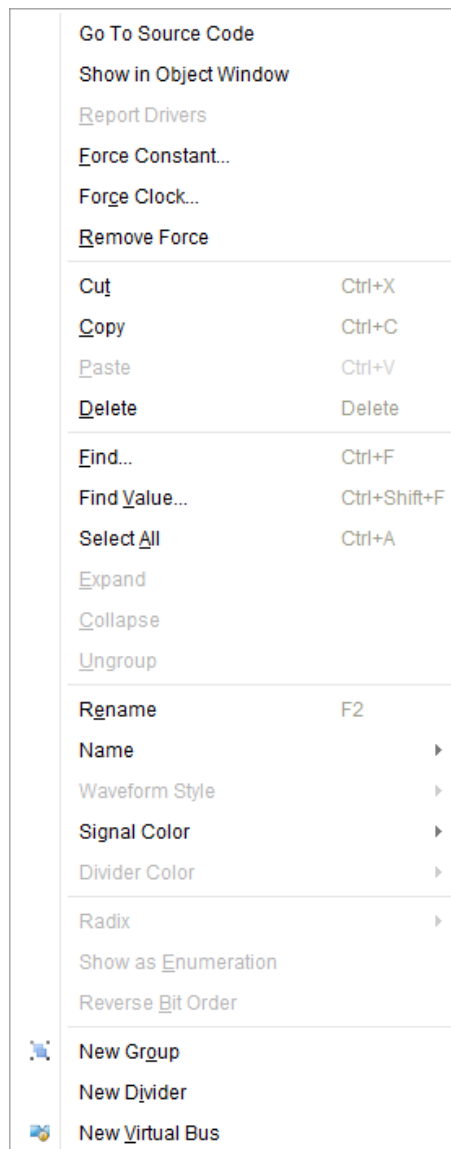 Go To Source Code
Show in Object Window
Report Drivers
Force Constant...
Force Clock...
Remove Force
Cut Ctrl+X
Copy Ctrl+C
Paste Ctrl+V
Delete Delete
Find... Ctrl+F
Find Value... Ctrl+Shift+F
Select All Ctrl+A
Expand
Collapse
Ungroup
Rename F2
Name
Waveform Style
Signal Color
Divider Color
Radix
Show as Enumeration
Reverse Bit Order
New Group
New Divider
New Virtual Bus